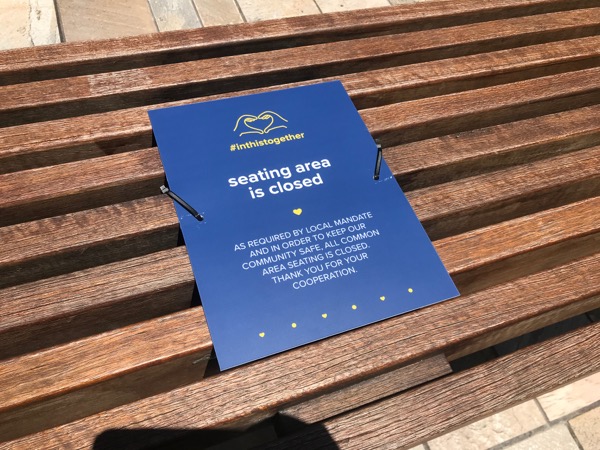 #inthistogether
seating area
is closed
AS REQUIRED BY LOCAL MANDATE
AND IN ORDER TO KEEP OUR
COMMUNITY SAFE, ALL COMMON
AREA SEATING IS CLOSED.
THANK YOU FOR YOUR
COOPERATION.